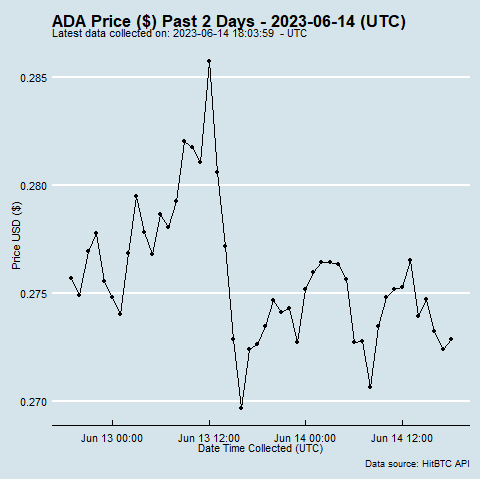 ADA Price ($) Past 2 Days - 2023-06-14 (UTC)
Latest data collected on: 2023-06-14 18:03:59 - UTC
0.285
0.280
0.275
0.270
Price USD ($)
Jun 13 00:00 Jun 13 12:00 Jun 14 00:00 Jun 14 12:00
Date Time Collected (UTC)
Data source: HitBTC API